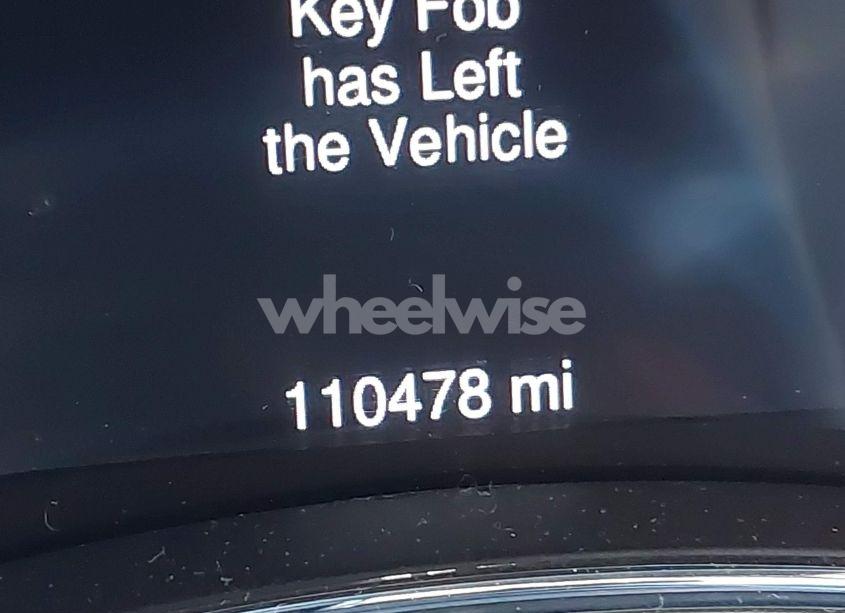 Key Fob
has Left
the Vehicle
wheelwise
110478 mi